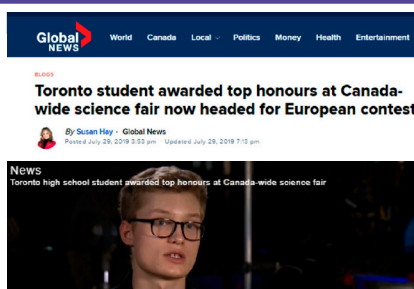 Global NEWS World Canada Local Politics Money Health Entertainment
BLOGS
Toronto student awarded top honours at Canada-
wide science fair now headed for European contest
By Susan Hay - Global News
Posted July 29, 2019 3:53 pm Updated July 29, 2019 7:13 pm
News
Toronto high school student awarded top honours at Canada-wide science fair